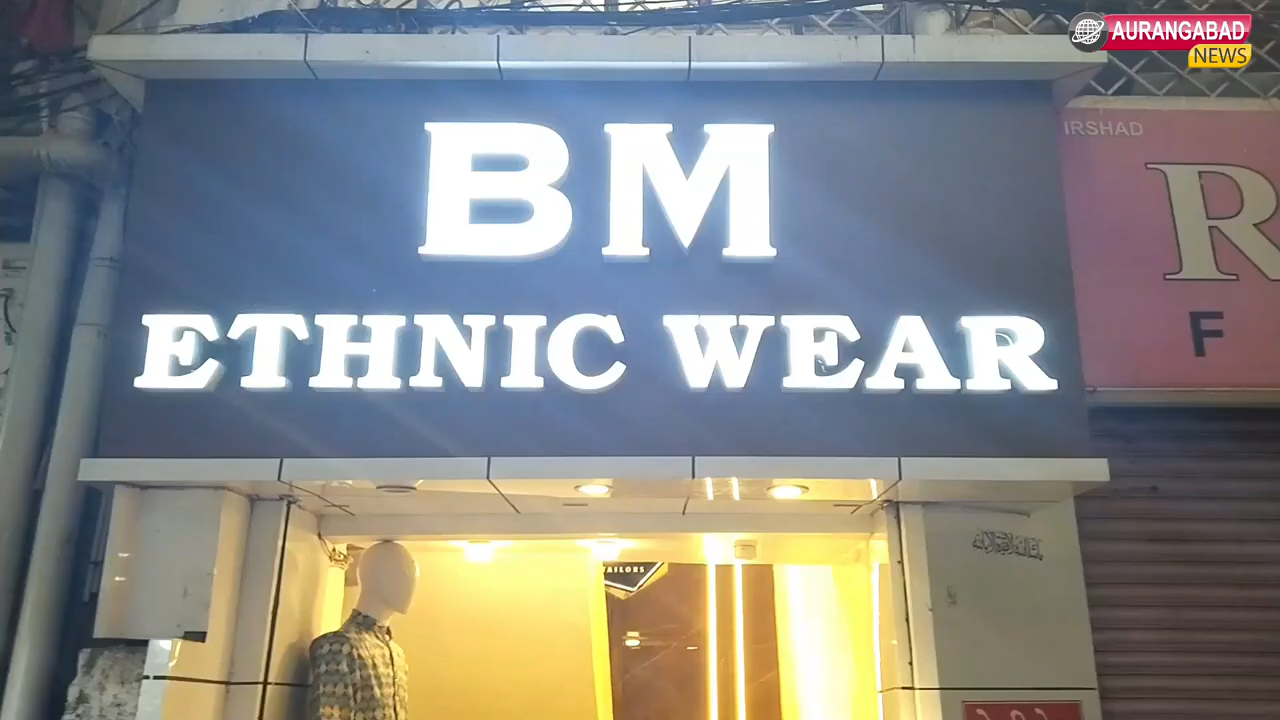 AURANGABAD
NEWS
IRSHAD
R
F
BM
ETHNIC WEAR
TAILORS